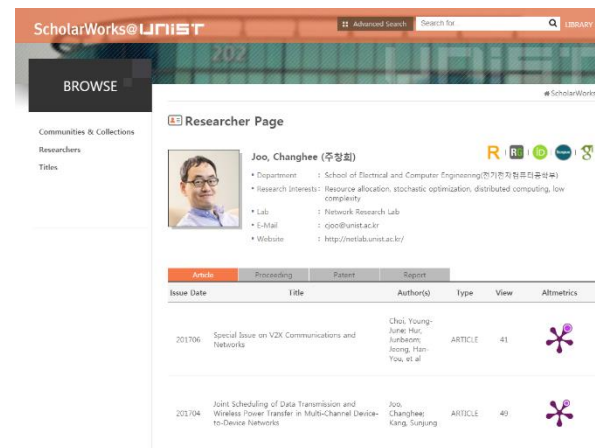 ScholarWorks@UNIST
Advanced Search
Search for
LIBRARY
202
BROWSE
ScholarWorks
Communities & Collections
Researchers
Titles
Researcher Page
Joo, Changhee (주창희)
• Department : School of Electrical and Computer Engineering(전기전자컴퓨터공학부)
• Research Interests : Resource allocation, stochastic optimization, distributed computing, low
complexity
• Lab : Network Research Lab
• E-Mail : cjoo@unist.ac.kr
• Website : http://netlab.unist.ac.kr/
Article Proceeding Patent Report
Issue Date Title Author(s) Type View Altmetrics
201706 Special Issue on V2X Communications and
Networks
Choi, Young-
June; Hur,
Junbeom;
Jeong, Han-
You, et al
ARTICLE 41
201704 Joint Scheduling of Data Transmission and
Wireless Power Transfer in Multi-Channel Device-
to-Device Networks
Joo,
Changhee;
Kang, Sunjung
ARTICLE 49